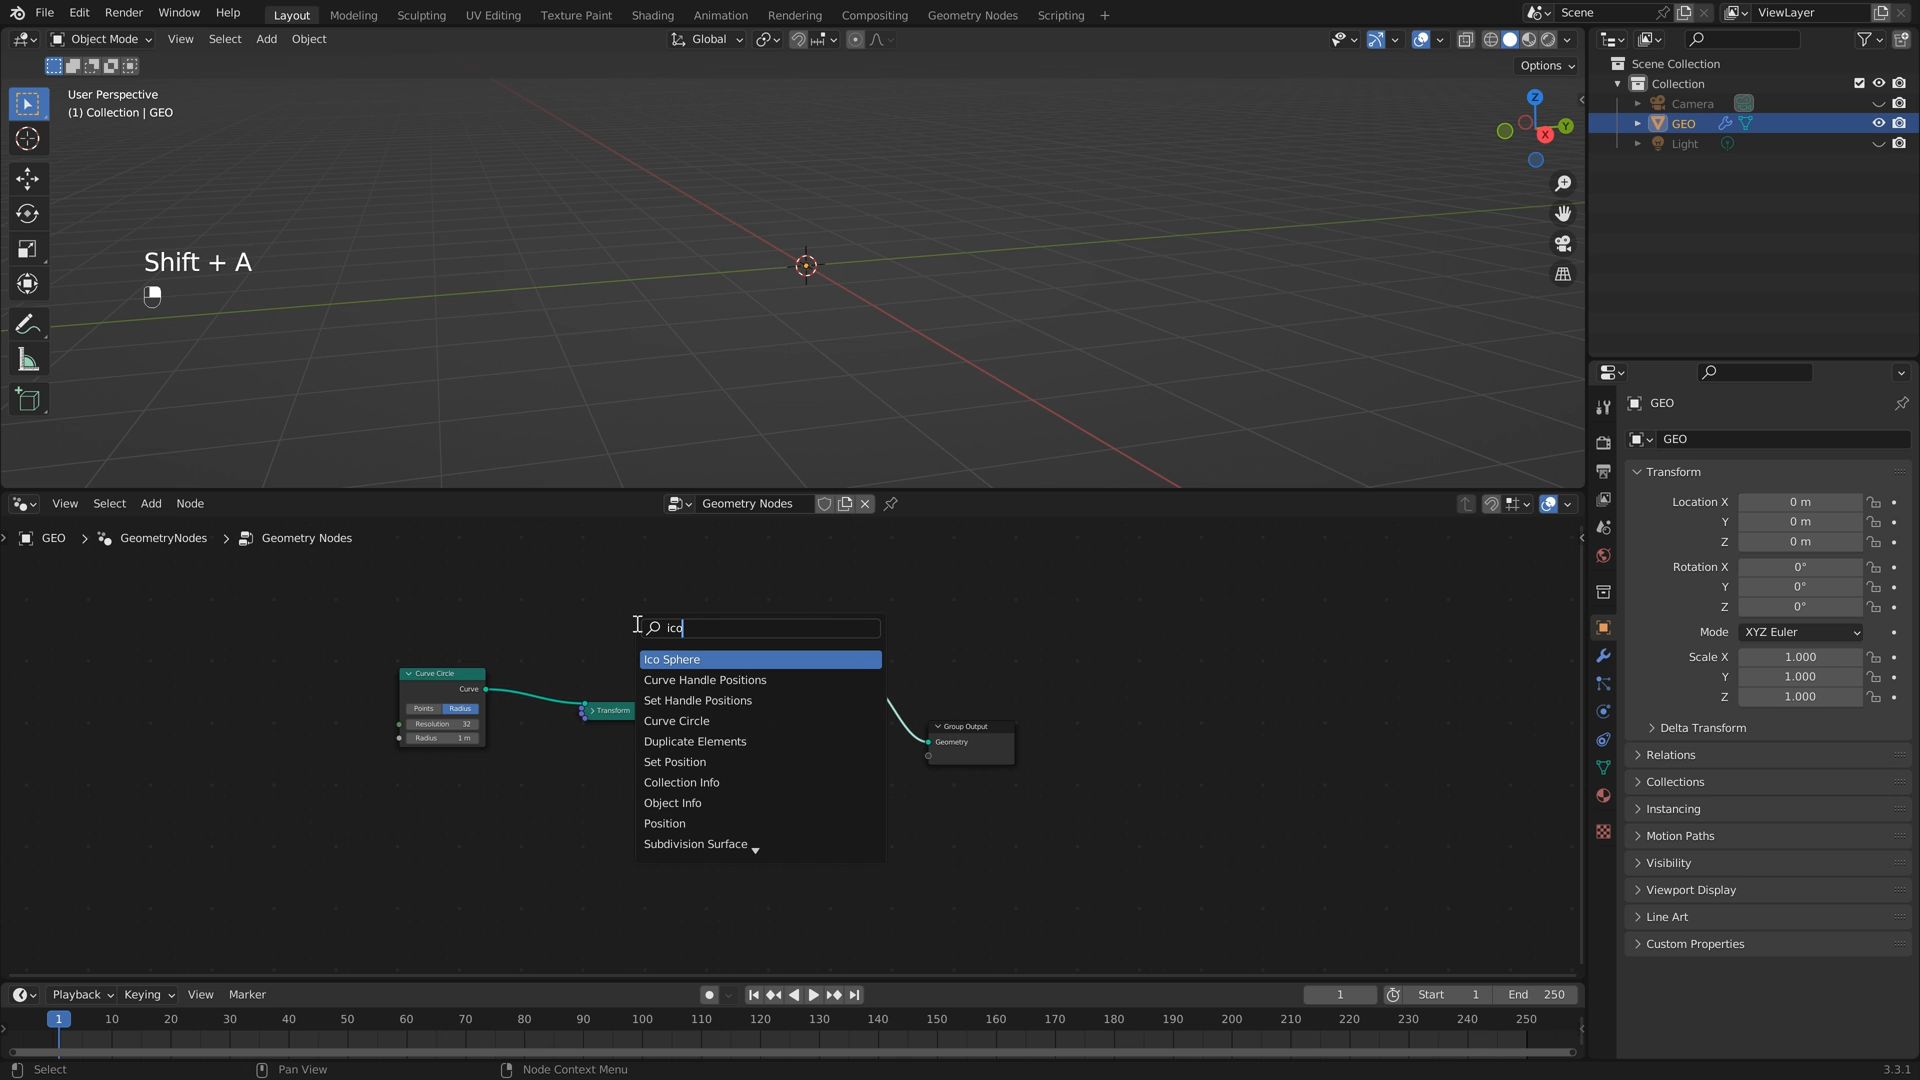 File Edit Render Window Help Layout Modeling Sculpting UV Editing Texture Paint Shading Animation Rendering Compositing Geometry Nodes Scripting + Scene ViewLayer
Object Mode View Select Add Object Global
Options
User Perspective
(1) Collection | GEO
Z
Y
X
Shift + A
Scene Collection
Collection
Camera
GEO
Light
GEO
GEO
Transform
Location X 0 m
Y 0 m
Z 0 m
Rotation X 0°
Y 0°
Z 0°
Mode XYZ Euler
Scale X 1.000
Y 1.000
Z 1.000
Delta Transform
Relations
Collections
Instancing
Motion Paths
Visibility
Viewport Display
Line Art
Custom Properties
View Select Add Node Geometry Nodes
GEO > GeometryNodes > Geometry Nodes
Curve Circle
Curve
Points Radius
Resolution 32
Radius 1 m
Transform
ico
Ico Sphere
Curve Handle Positions
Set Handle Positions
Curve Circle
Duplicate Elements
Set Position
Collection Info
Object Info
Position
Subdivision Surface
Group Output
Geometry
Playback Keying View Marker 1 Start 1 End 250
1 10 20 30 40 50 60 70 80 90 100 110 120 130 140 150 160 170 180 190 200 210 220 230 240 250
Select Pan View Node Context Menu 3.3.1